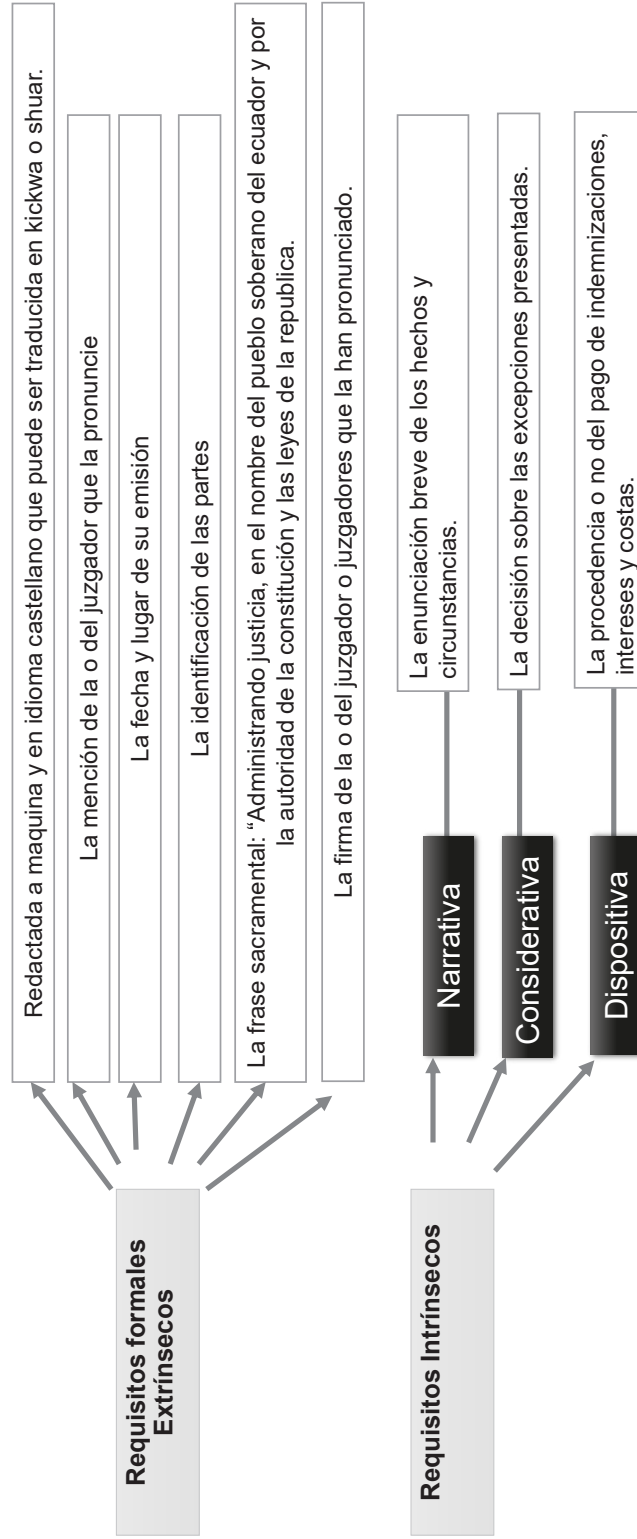 Requisitos formales
Extrínsecos
Redactada a maquina y en idioma castellano que puede ser traducida en kickwa o shuar.
La mención de la o del juzgador que la pronuncie
La fecha y lugar de su emisión
La identificación de las partes
La frase sacramental: “Administrando justicia, en el nombre del pueblo soberano del ecuador y por
la autoridad de la constitución y las leyes de la republica.
La firma de la o del juzgador o juzgadores que la han pronunciado.
Requisitos Intrínsecos
Narrativa
La enunciación breve de los hechos y
circunstancias.
Considerativa
La decisión sobre las excepciones presentadas.
Dispositiva
La procedencia o no del pago de indemnizaciones,
intereses y costas.